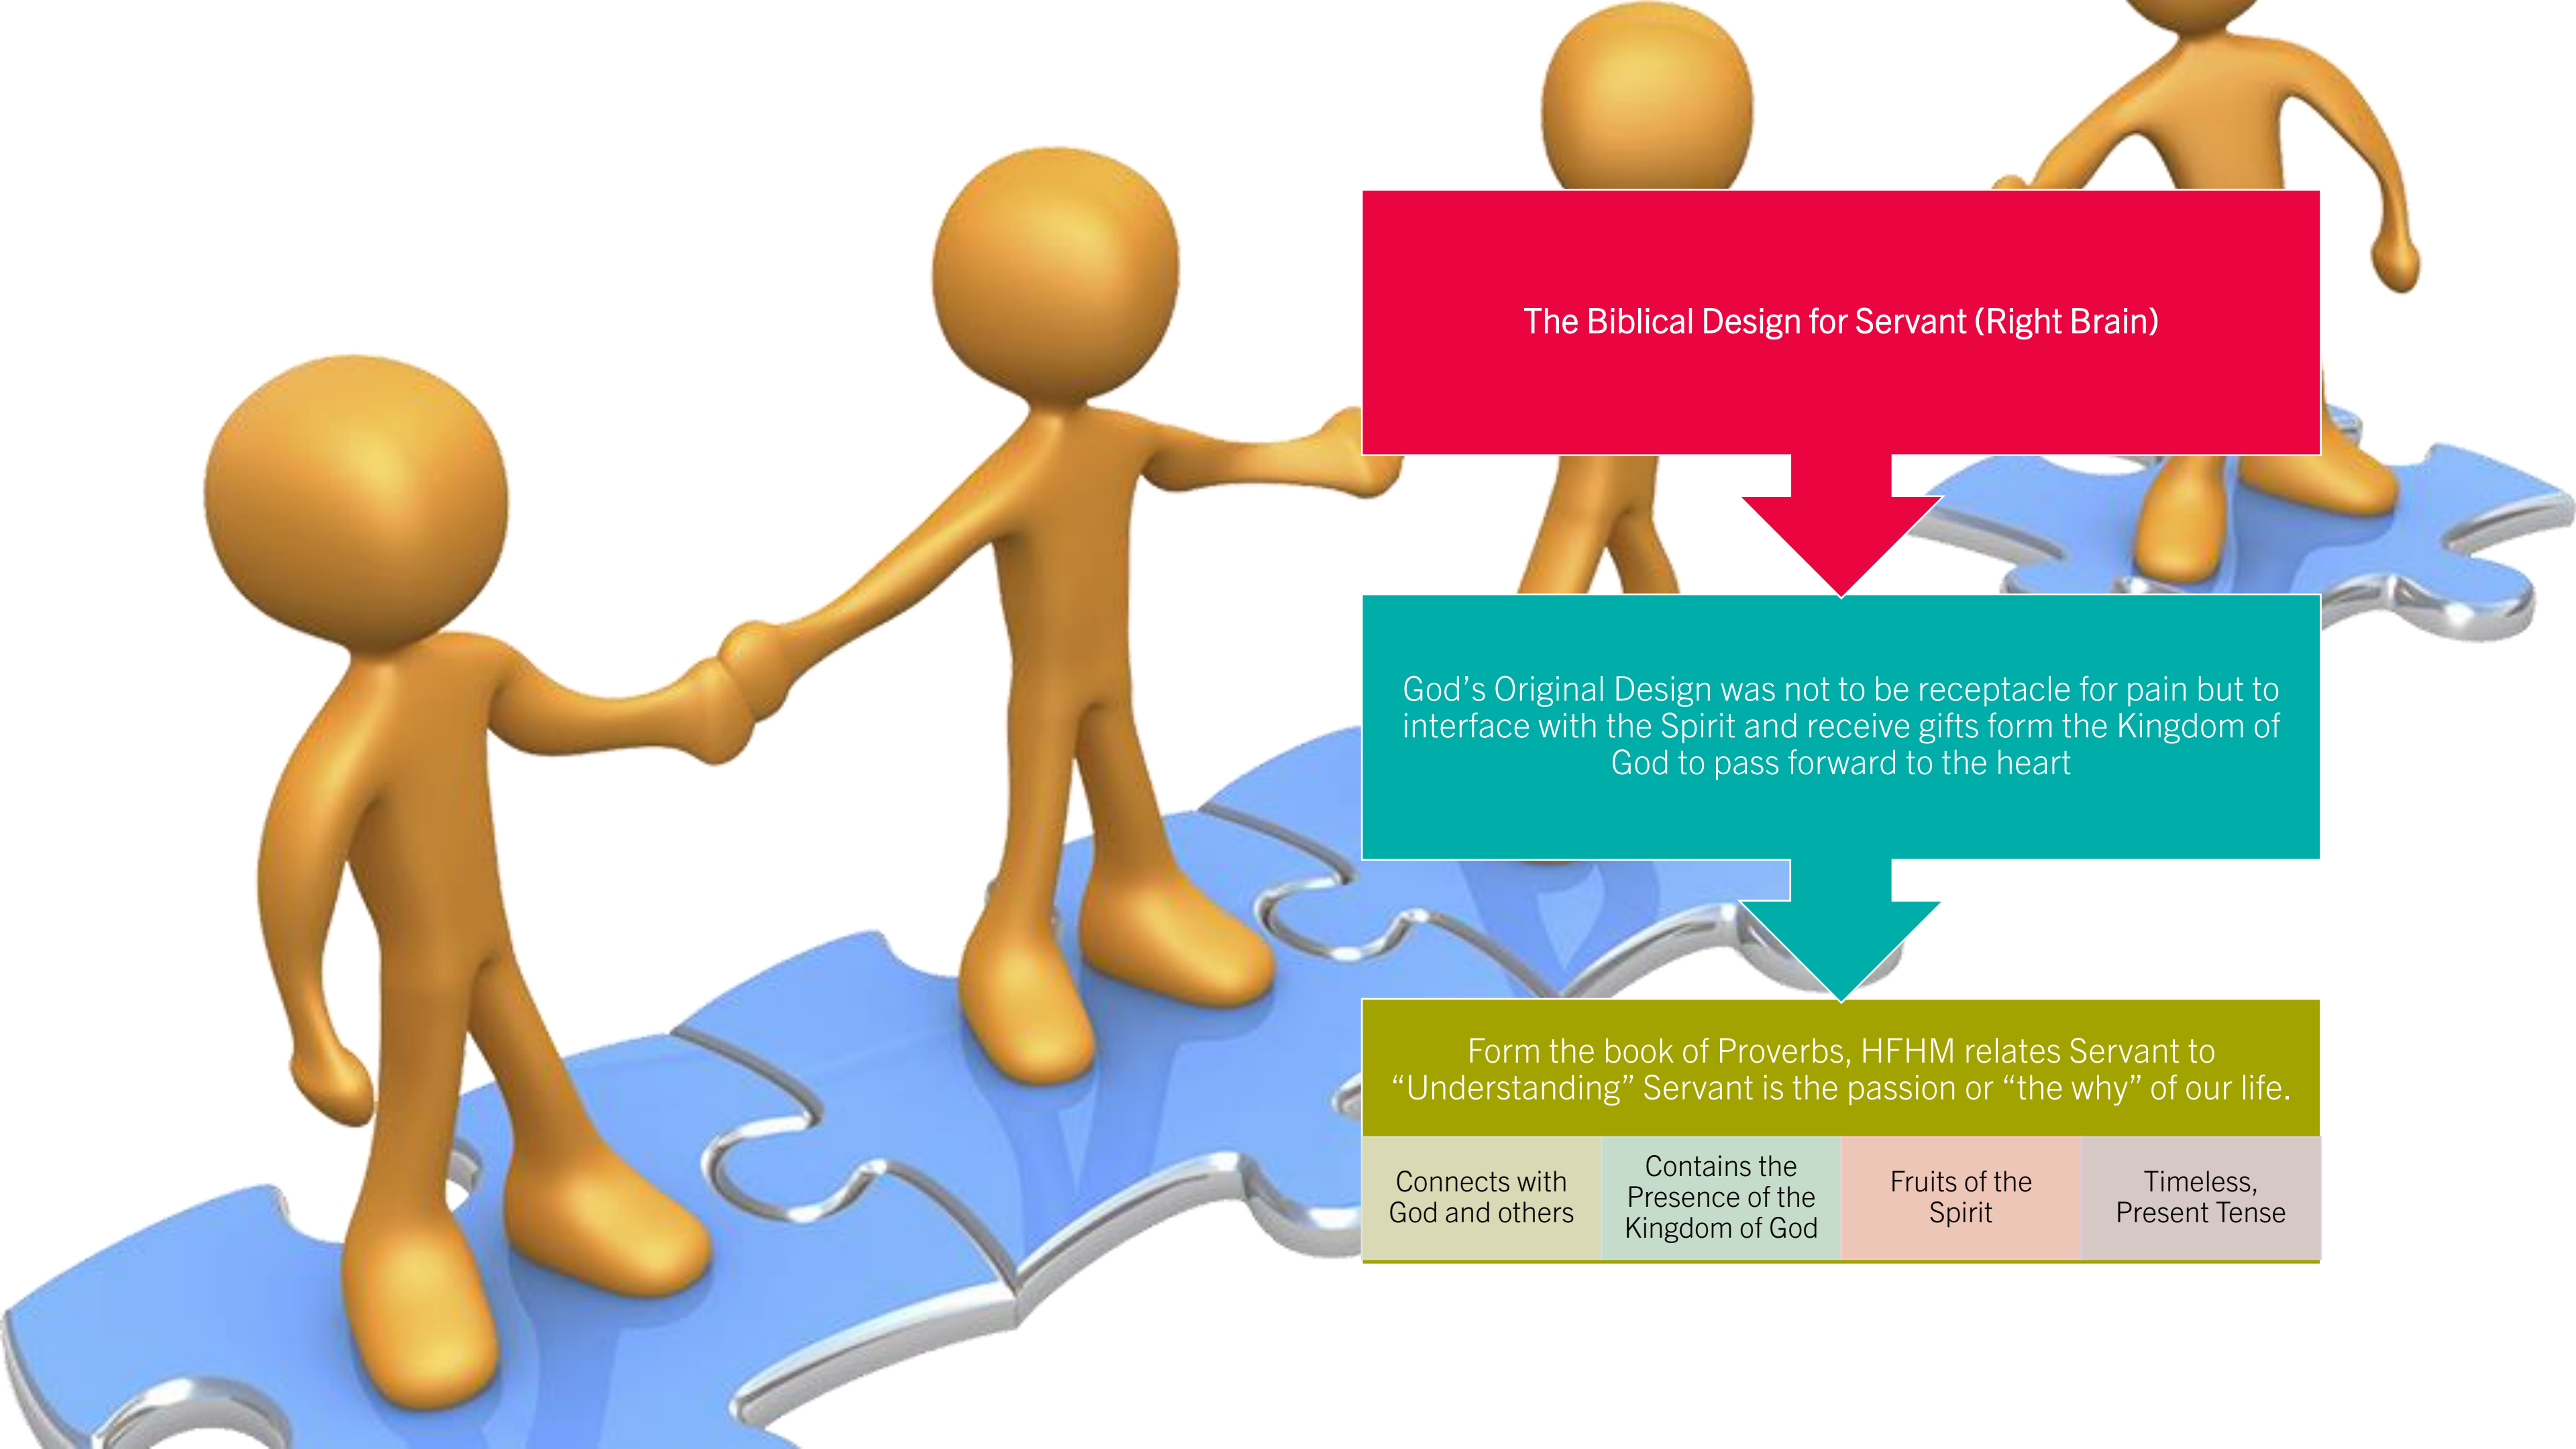 The Biblical Design for Servant (Right Brain)
God’s Original Design was not to be receptacle for pain but to
interface with the Spirit and receive gifts form the Kingdom of
God to pass forward to the heart
Form the book of Proverbs, HFHM relates Servant to
“Understanding” Servant is the passion or “the why” of our life.
Connects with
God and others
Contains the
Presence of the
Kingdom of God
Fruits of the
Spirit
Timeless,
Present Tense